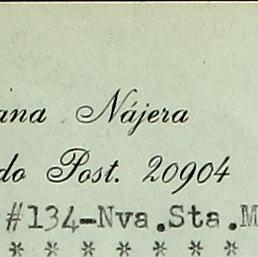 ana Nájera
do Post. 20904
#134-Nva.Sta.M
* * * * * * *